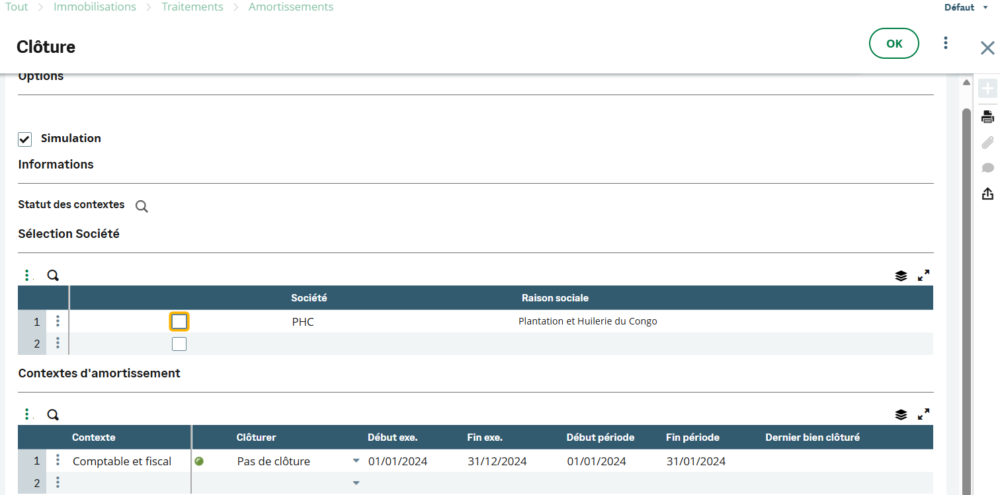 Tout > Immobilisations > Traitements > Amortissements
Défaut
Clôture
OK
Options
Simulation
Informations
Statut des contextes
Sélection Société
Société Raison sociale
1 PHC Plantation et Huilerie du Congo
2
Contextes d'amortissement
Contexte Clôturer Début exe. Fin exe. Début période Fin période Dernier bien clôturé
1 Comptable et fiscal Pas de clôture 01/01/2024 31/12/2024 01/01/2024 31/01/2024
2